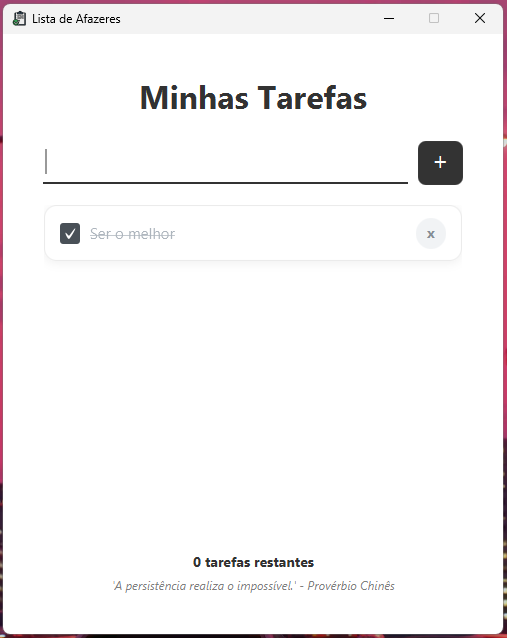 Lista de Afazeres
Minhas Tarefas
+
Ser o melhor
x
0 tarefas restantes
'A persistência realiza o impossível.' - Provérbio Chinês